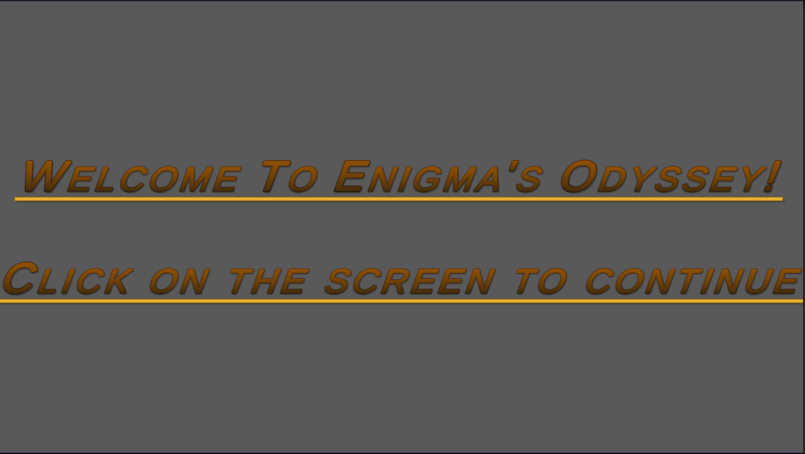 Welcome To Enigma's Odyssey!
Click on the screen to continue